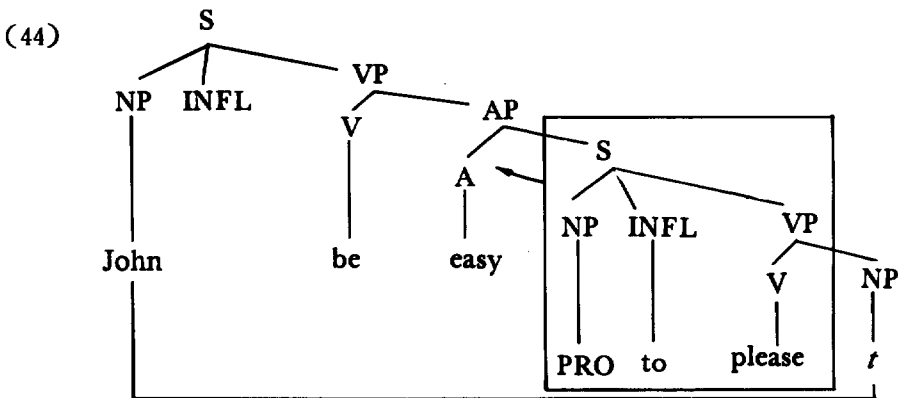 (44)
S
NP INFL VP
V AP
A S
NP INFL VP
John be easy V NP
PRO to please t